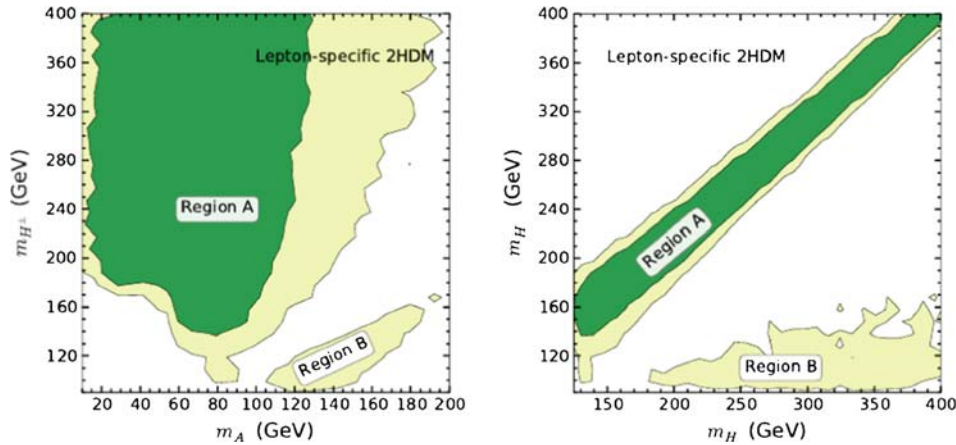 400
360
320
280
240
200
160
120
10 20 40 60 80 100 120 140 160 180 200
m_A (GeV)
m_{H^±} (GeV)
Lepton-specific 2HDM
Region A
Region B
400
360
320
280
240
200
160
120
150 200 250 300 350 400
m_H (GeV)
m_H (GeV)
Lepton-specific 2HDM
Region A
Region B